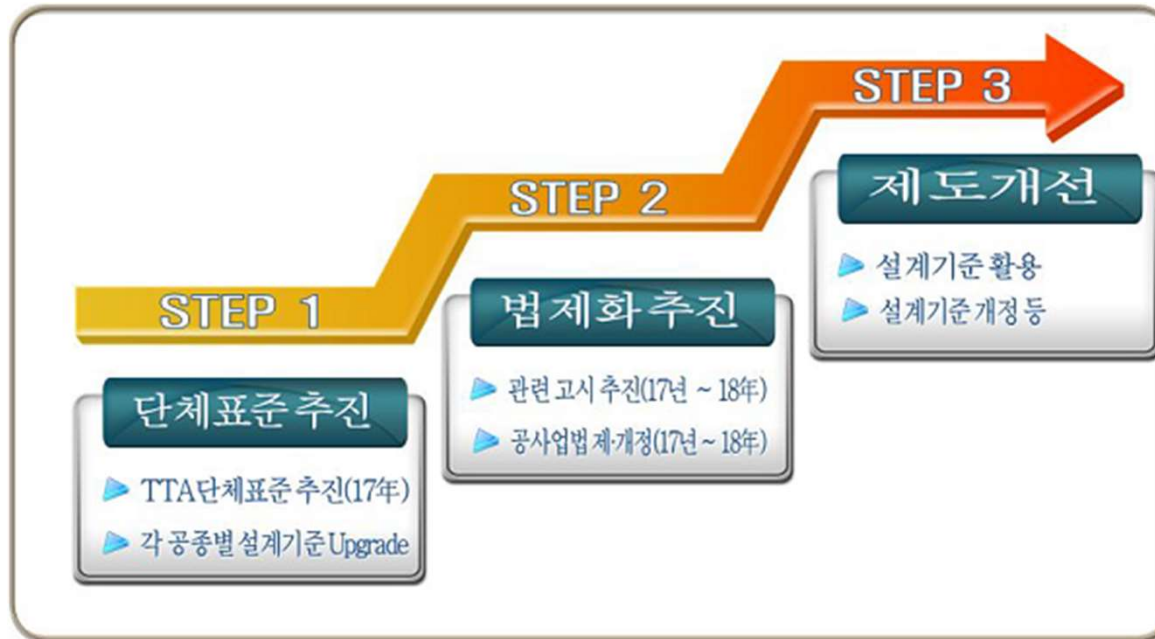 STEP 1
단체표준 추진
TTA단체표준 추진(17年)
각 공종별 설계기준 Upgrade
STEP 2
법제화 추진
관련 고시 추진(17년 ~ 18年)
공사업법 제·개정(17년 ~ 18年)
STEP 3
제도개선
설계기준 활용
설계기준 개정 등